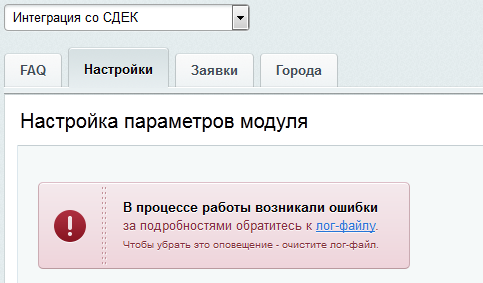 Интеграция со СДЕК
FAQ Настройки Заявки Города
Настройка параметров модуля
В процессе работы возникали ошибки
за подробностями обратитесь к лог-файлу.
Чтобы убрать это оповещение - очистите лог-файл.